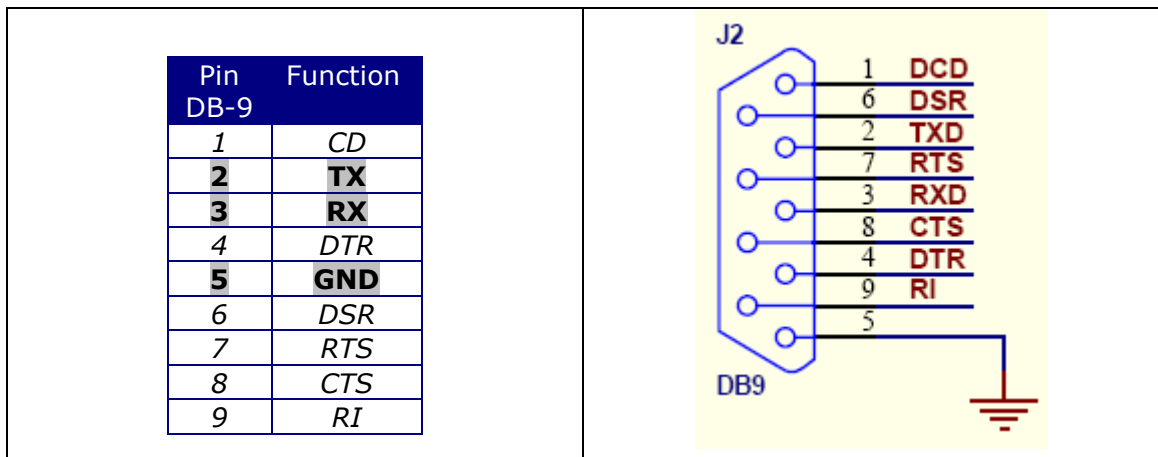 Pin DB-9 Function
1 CD
2 TX
3 RX
4 DTR
5 GND
6 DSR
7 RTS
8 CTS
9 RI
J2
1 DCD
6 DSR
2 TXD
7 RTS
3 RXD
8 CTS
4 DTR
9 RI
5
DB9